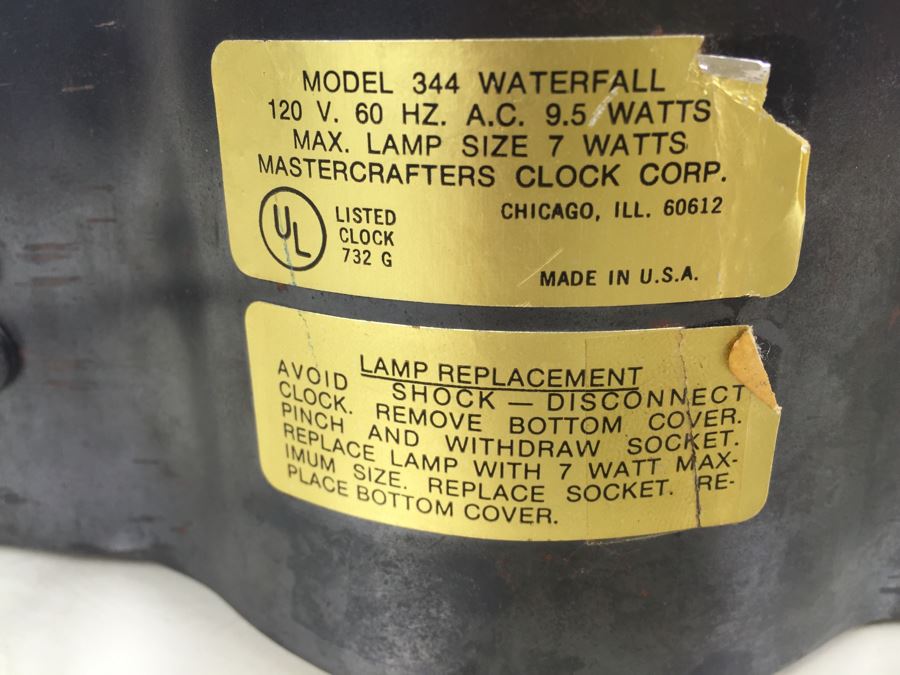 MODEL 344 WATERFALL
120 V. 60 HZ. A.C. 9.5 WATTS
MAX. LAMP SIZE 7 WATTS
MASTERCRAFTERS CLOCK CORP.
CHICAGO, ILL. 60612
UL
LISTED
CLOCK
732 G
MADE IN U.S.A.
LAMP REPLACEMENT
AVOID SHOCK — DISCONNECT
CLOCK. REMOVE BOTTOM COVER.
PINCH AND WITHDRAW SOCKET.
REPLACE LAMP WITH 7 WATT MAX-
IMUM SIZE. REPLACE SOCKET. RE-
PLACE BOTTOM COVER.